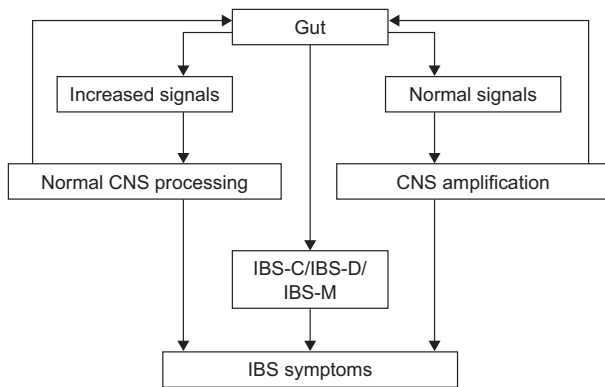 Gut
Increased signals
Normal signals
Normal CNS processing
CNS amplification
IBS-C/IBS-D/
IBS-M
IBS symptoms